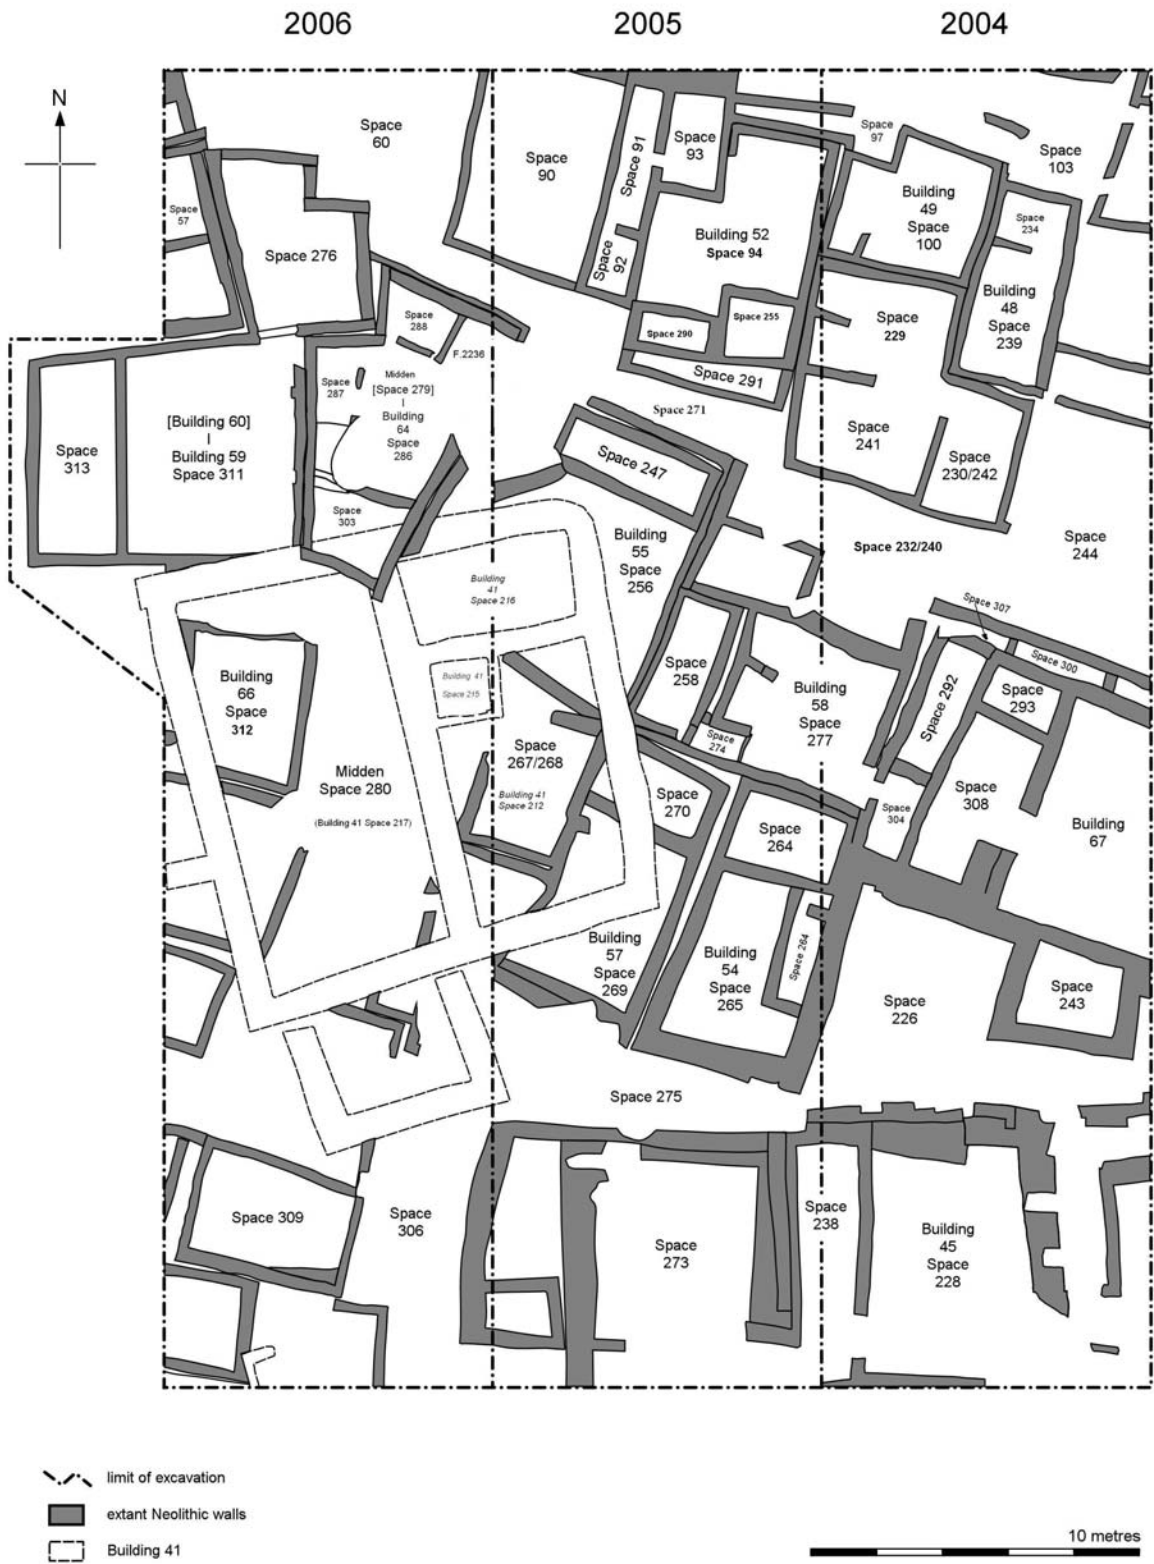 2006
2005
2004
N
Space
60
Space
90
Space 91
Space
93
Space
97
Space
103
Space
57
Space 276
Space
92
Building 52
Space 94
Building
49
Space
100
Space
234
Building
48
Space
239
Space
288
F.2236
Space 290
Space 255
Space
229
Space 291
Space 271
Space
287
Midden
[Space 279]
I
Building
64
Space
286
[Building 60]
I
Building 59
Space 311
Space
313
Space
303
Space 247
Space
241
Space
230/242
Building
55
Space
256
Space 232/240
Space
244
Building
41
Space 216
Space 307
Space 300
Building
66
Space
312
Building 41
Space 215
Space
258
Building
58
Space
277
Space 292
Space
293
Space
274
Space
267/268
Building 41
Space 212
Midden
Space 280
(Building 41 Space 217)
Space
270
Space
264
Space
304
Space
308
Building
67
Building
57
Space
269
Building
54
Space
265
Space 264
Space
226
Space
243
Space 275
Space 309
Space
306
Space
273
Space
238
Building
45
Space
228
limit of excavation
extant Neolithic walls
Building 41
10 metres